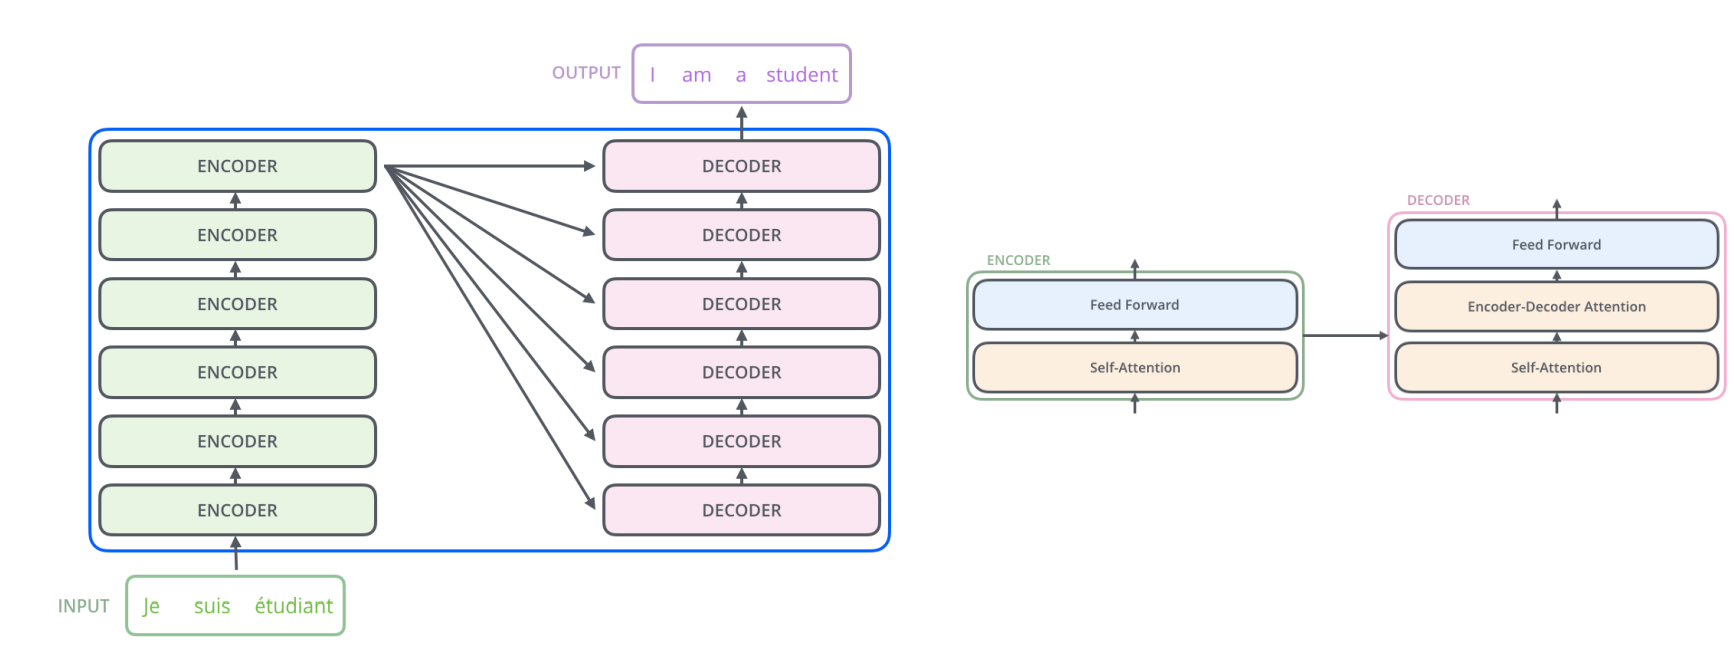 OUTPUT I am a student
ENCODER
ENCODER
ENCODER
ENCODER
ENCODER
ENCODER
DECODER
DECODER
DECODER
DECODER
DECODER
DECODER
INPUT Je suis étudiant
ENCODER
Feed Forward
Self-Attention
DECODER
Feed Forward
Encoder-Decoder Attention
Self-Attention